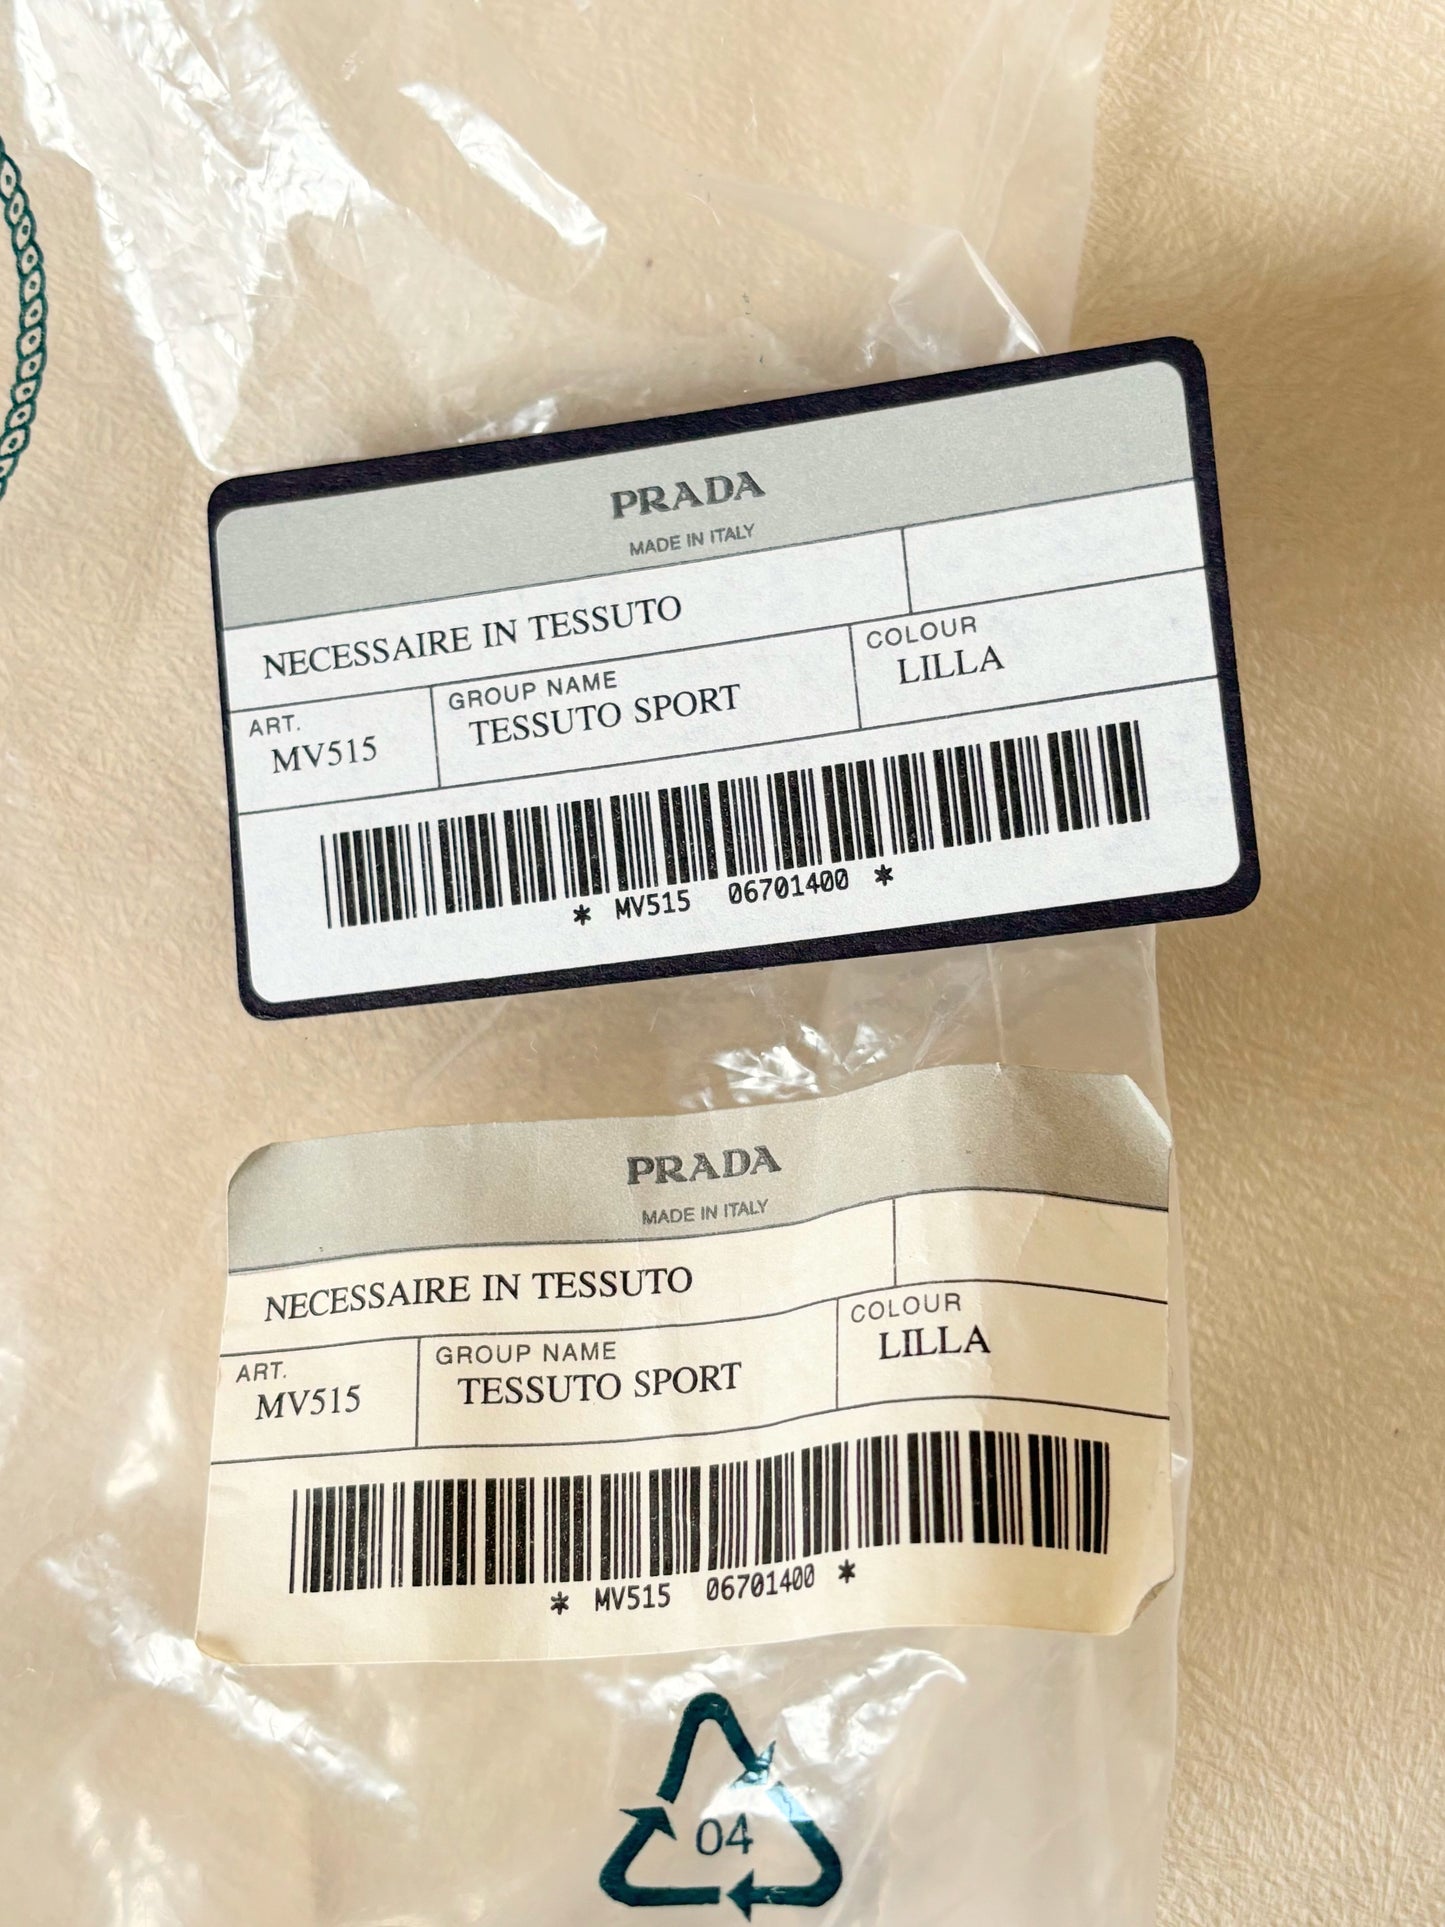 PRADA
MADE IN ITALY
NECESSAIRE IN TESSUTO
ART. GROUP NAME COLOUR
MV515 TESSUTO SPORT LILLA
* MV515 06701400 *
PRADA
MADE IN ITALY
NECESSAIRE IN TESSUTO
ART. GROUP NAME COLOUR
MV515 TESSUTO SPORT LILLA
* MV515 06701400 *
04